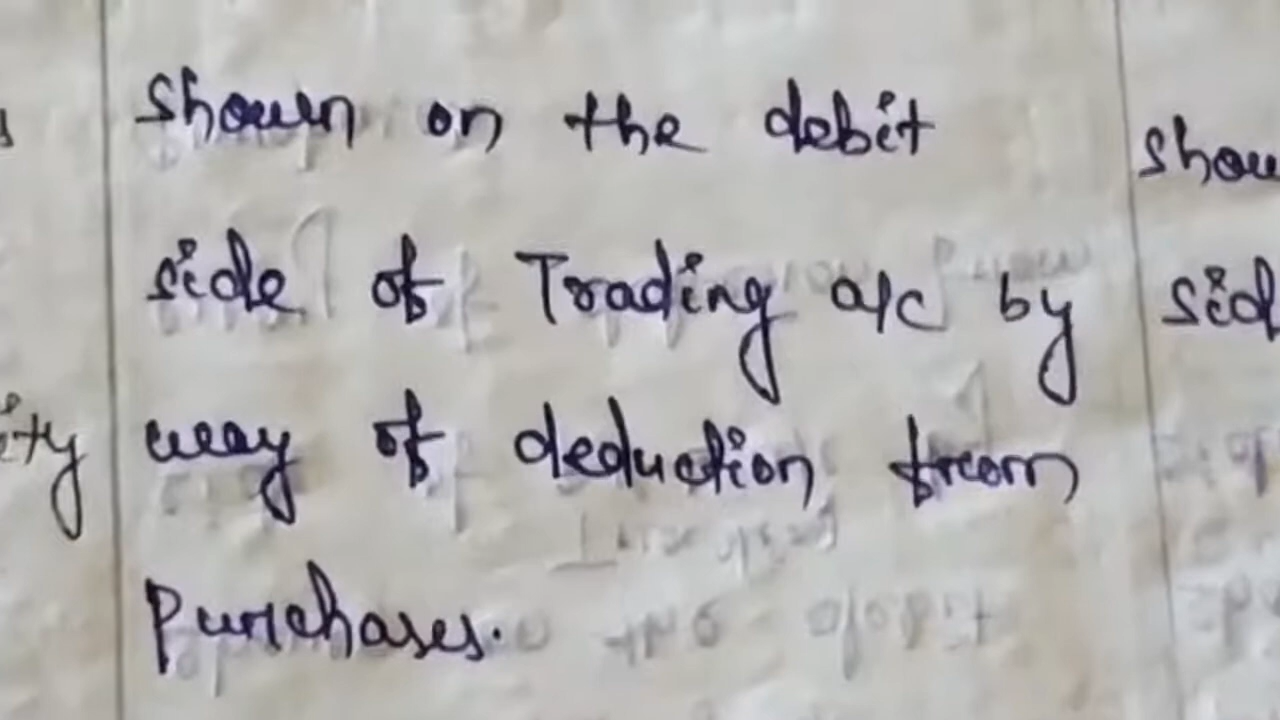 shown on the debit
side of Trading a/c by
way of deduction from
purchases.